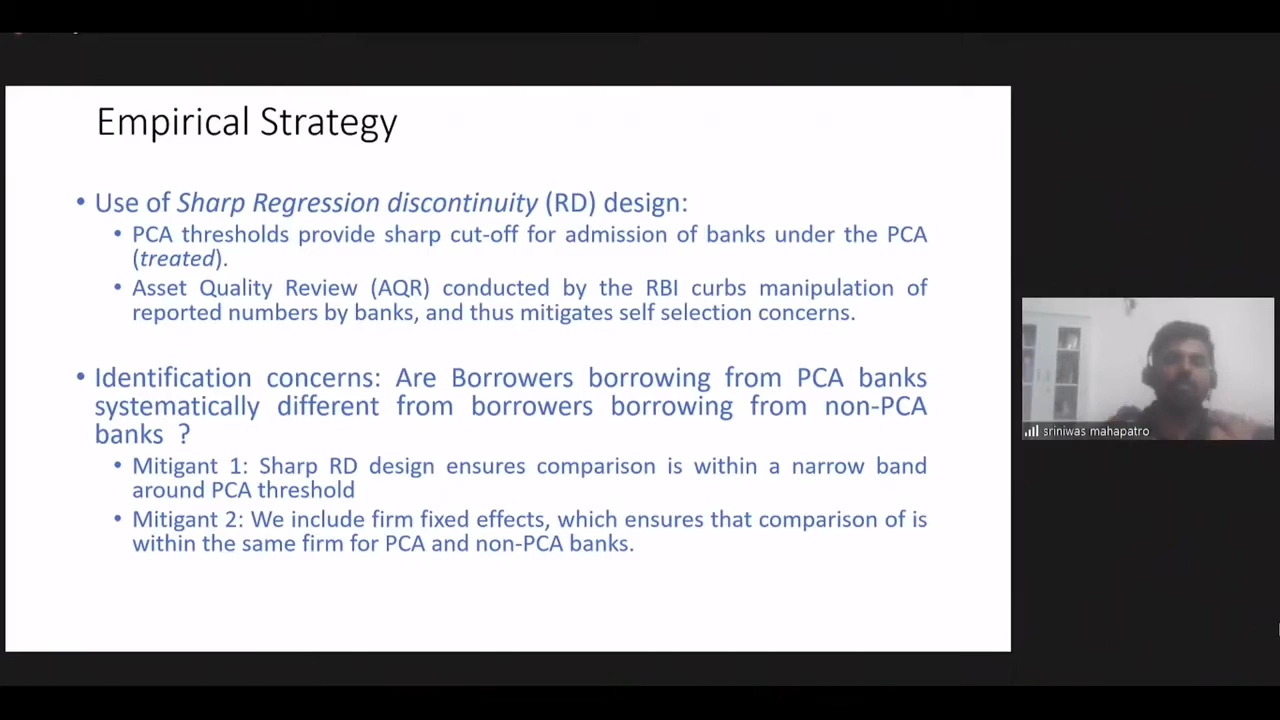 Empirical Strategy
• Use of Sharp Regression discontinuity (RD) design:
• PCA thresholds provide sharp cut-off for admission of banks under the PCA
(treated).
• Asset Quality Review (AQR) conducted by the RBI curbs manipulation of
reported numbers by banks, and thus mitigates self selection concerns.
• Identification concerns: Are Borrowers borrowing from PCA banks
systematically different from borrowers borrowing from non-PCA
banks ?
• Mitigant 1: Sharp RD design ensures comparison is within a narrow band
around PCA threshold
• Mitigant 2: We include firm fixed effects, which ensures that comparison of is
within the same firm for PCA and non-PCA banks.
sriniwas mahapatro